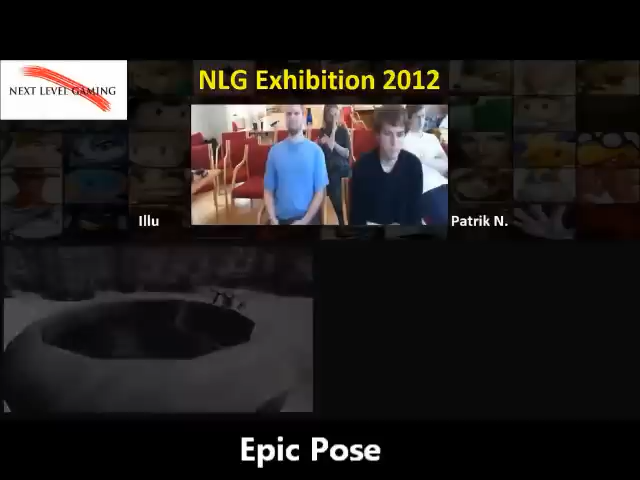 NEXT LEVEL GAMING
NLG Exhibition 2012
Illu
Patrik N.
Epic Pose